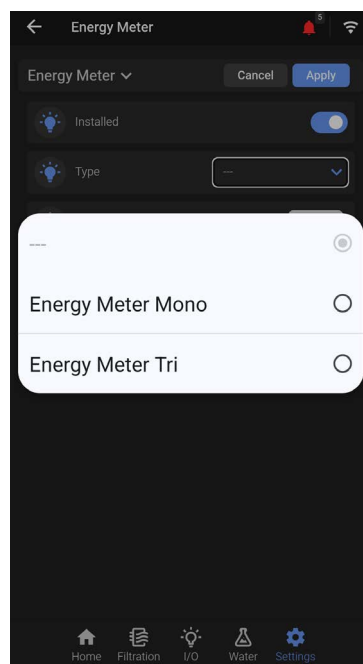 Energy Meter
5
Energy Meter
Cancel
Apply
Installed
Type
---
---
Energy Meter Mono
Energy Meter Tri
Home
Filtration
I/O
Water
Settings